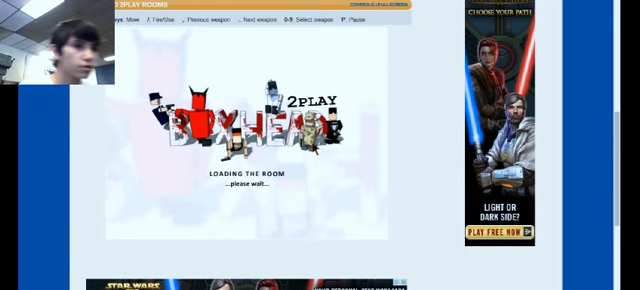 2PLAY ROOMS
CONTROLS | FULLSCREEN
Move /: Fire/Use ,: Previous weapon .: Next weapon 0-9: Select weapon P: Pause
CHOOSE YOUR PATH
2PLAY
BOXHEAD
LOADING THE ROOM
...please wait...
LIGHT OR
DARK SIDE?
PLAY FREE NOW
STAR WARS